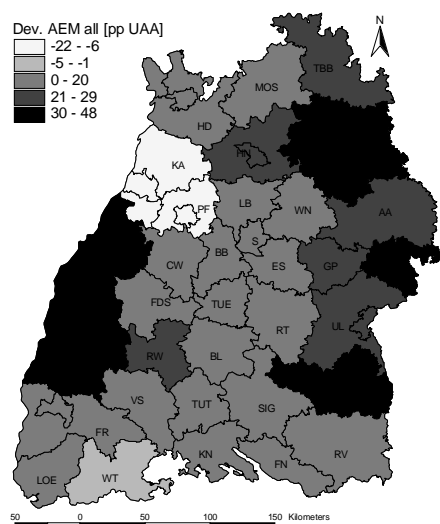 Dev. AEM all [pp UAA]
-22 - -6
-5 - -1
0 - 20
21 - 29
30 - 48
N
TBB
MOS
HD
HN
KA
PF
LB
WN
AA
S
CW
BB
ES
GP
FDS
TUE
RT
UL
RW
BL
VS
TUT
SIG
FR
RV
LOE
WT
KN
FN
50 0 50 100 150 Kilometers